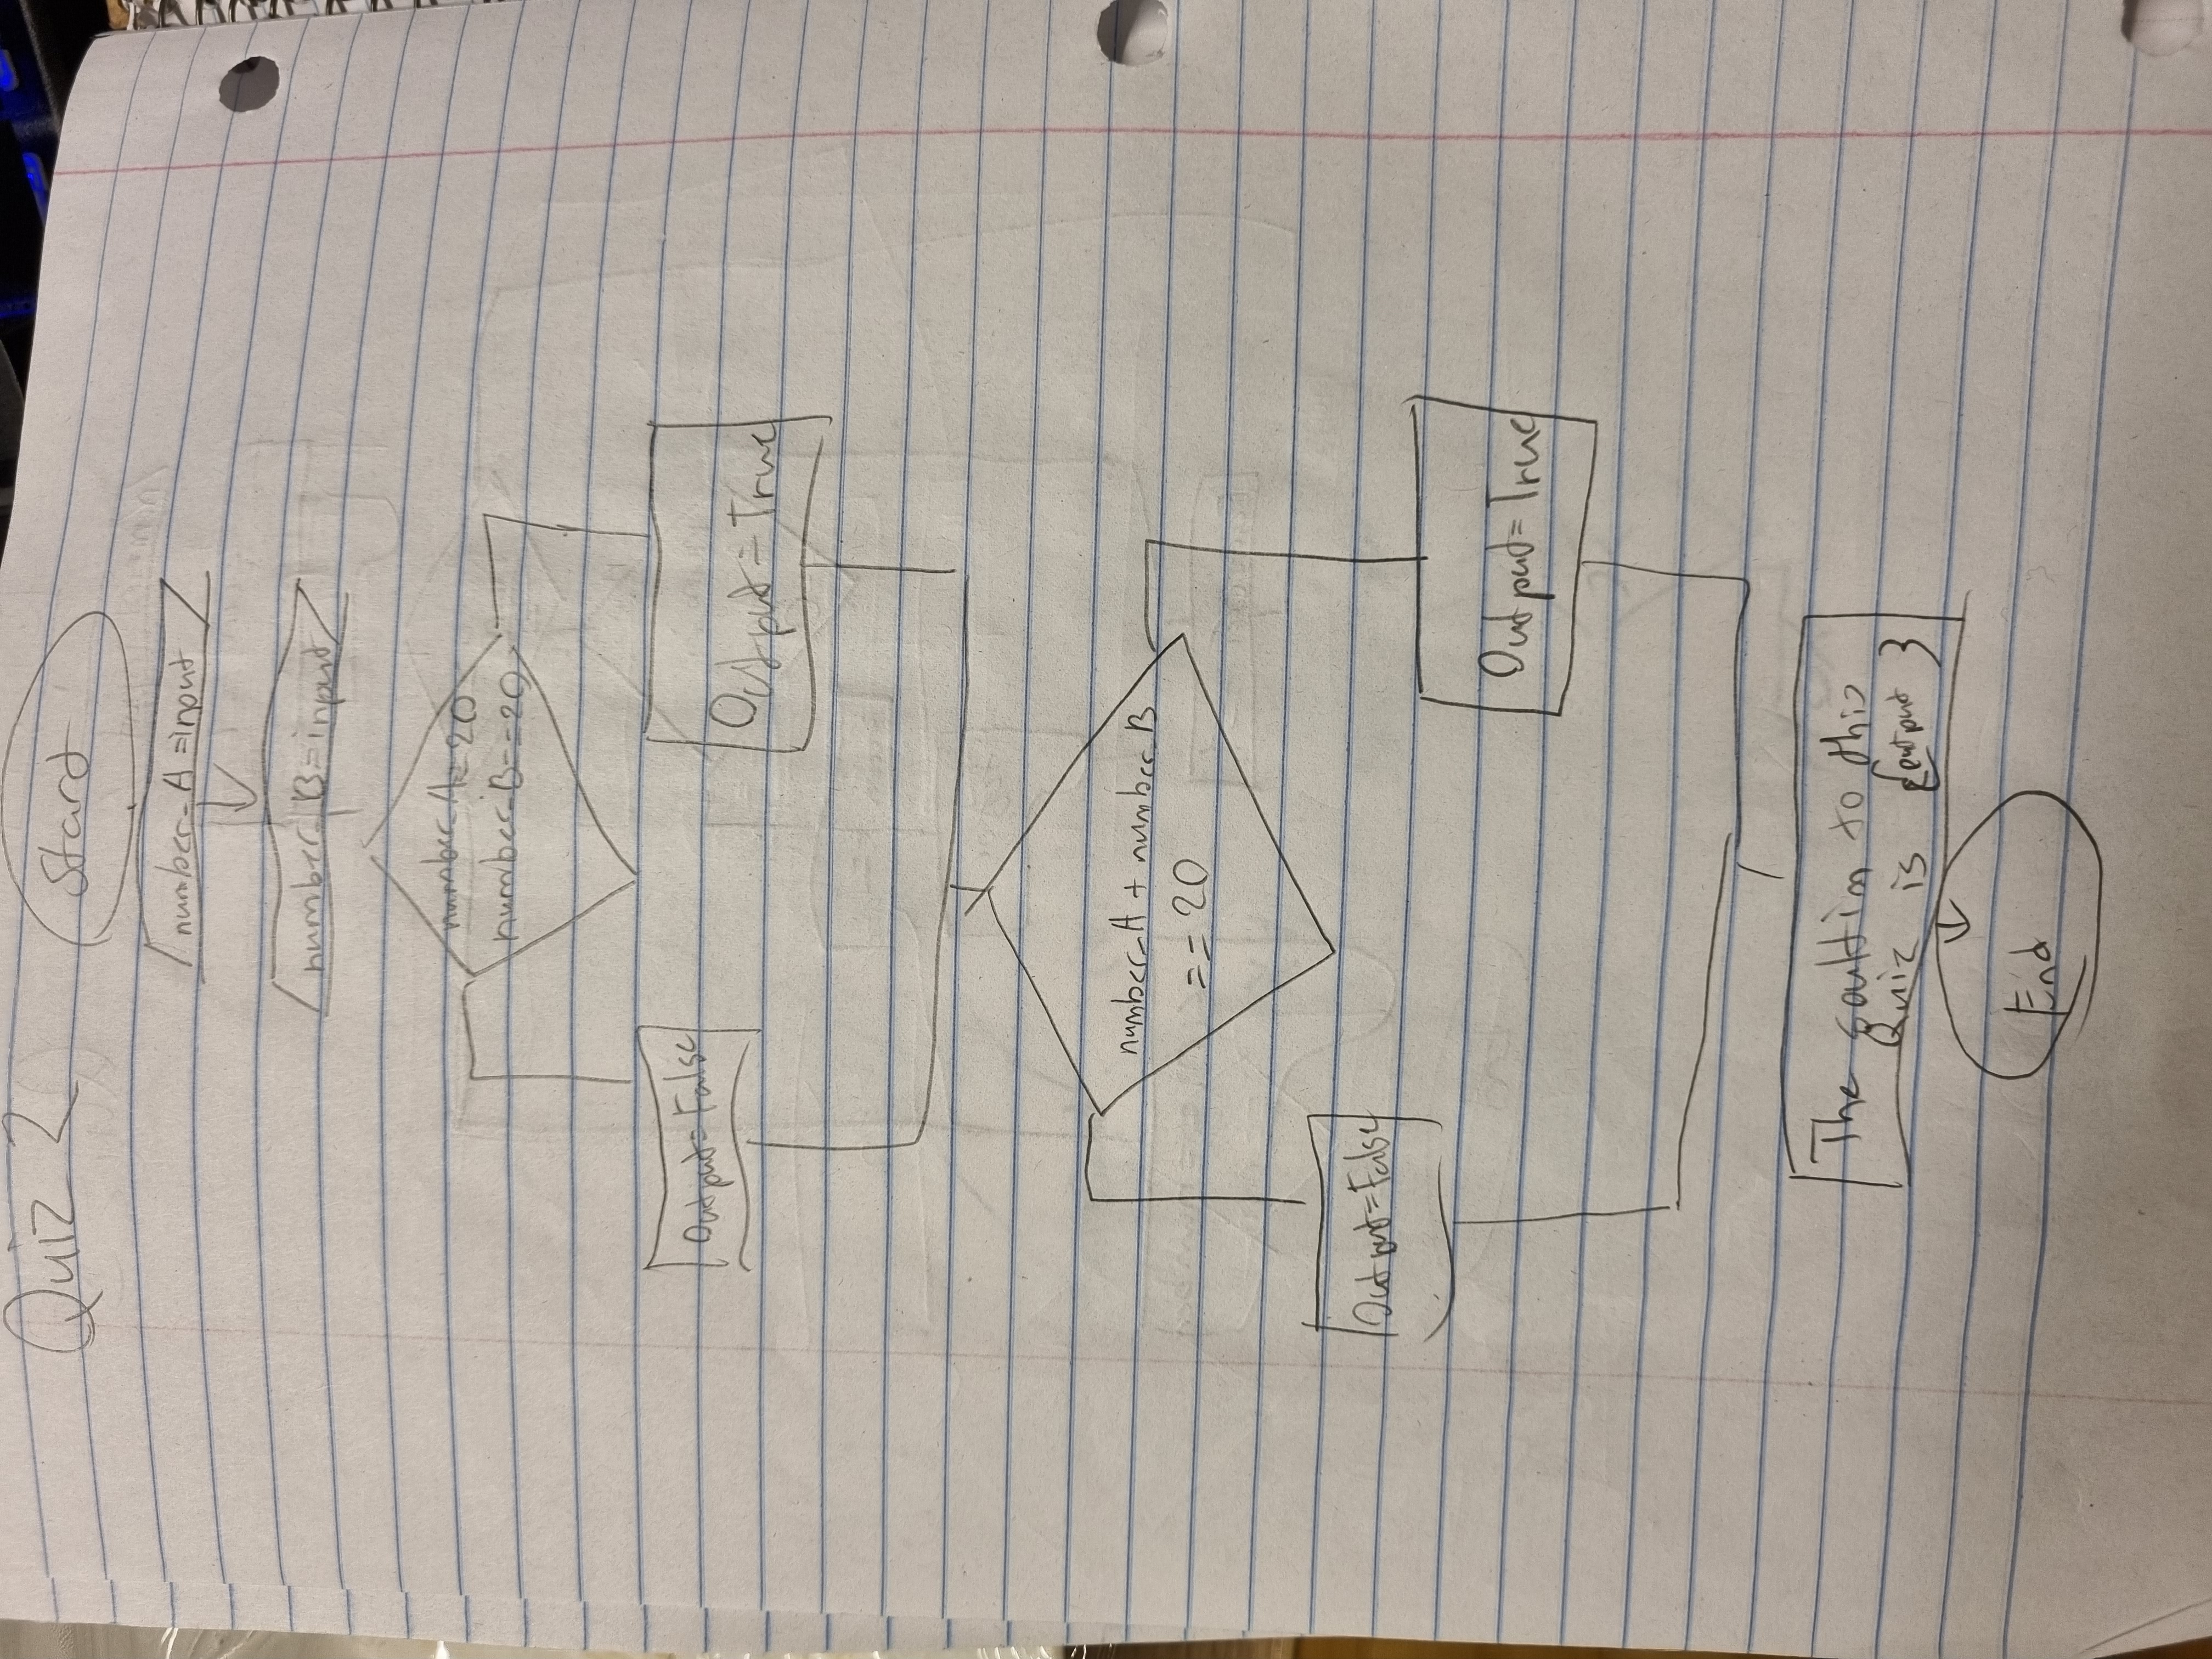 Quiz 2
Start
number_A=input
number_B=input
number_A= 20
number_B==20
Output=False
Output=True
number_A + number_B
==20
Output=False
Output=True
The to this
Quiz is {output}
End